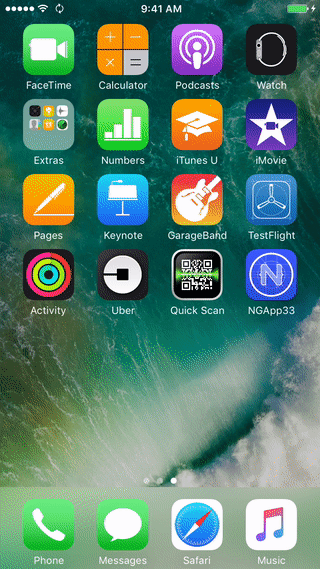 9:41 AM
FaceTime Calculator Podcasts Watch
Extras Numbers iTunes U iMovie
Pages Keynote GarageBand TestFlight
Activity Uber Quick Scan NGApp33
Phone Messages Safari Music